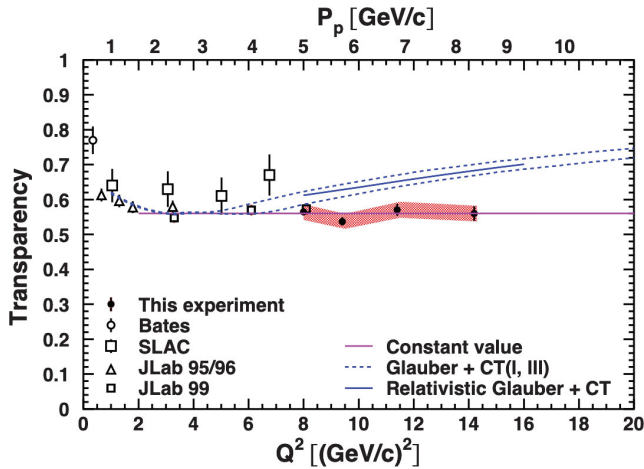 P_p [GeV/c]
1 2 3 4 5 6 7 8 9 10
1
0.9
0.8
0.7
0.6
0.5
0.4
0.3
0.2
0.1
0
Transparency
This experiment
Bates
SLAC
JLab 95/96
JLab 99
Constant value
Glauber + CT(I, III)
Relativistic Glauber + CT
0 2 4 6 8 10 12 14 16 18 20
Q² [(GeV/c)²]